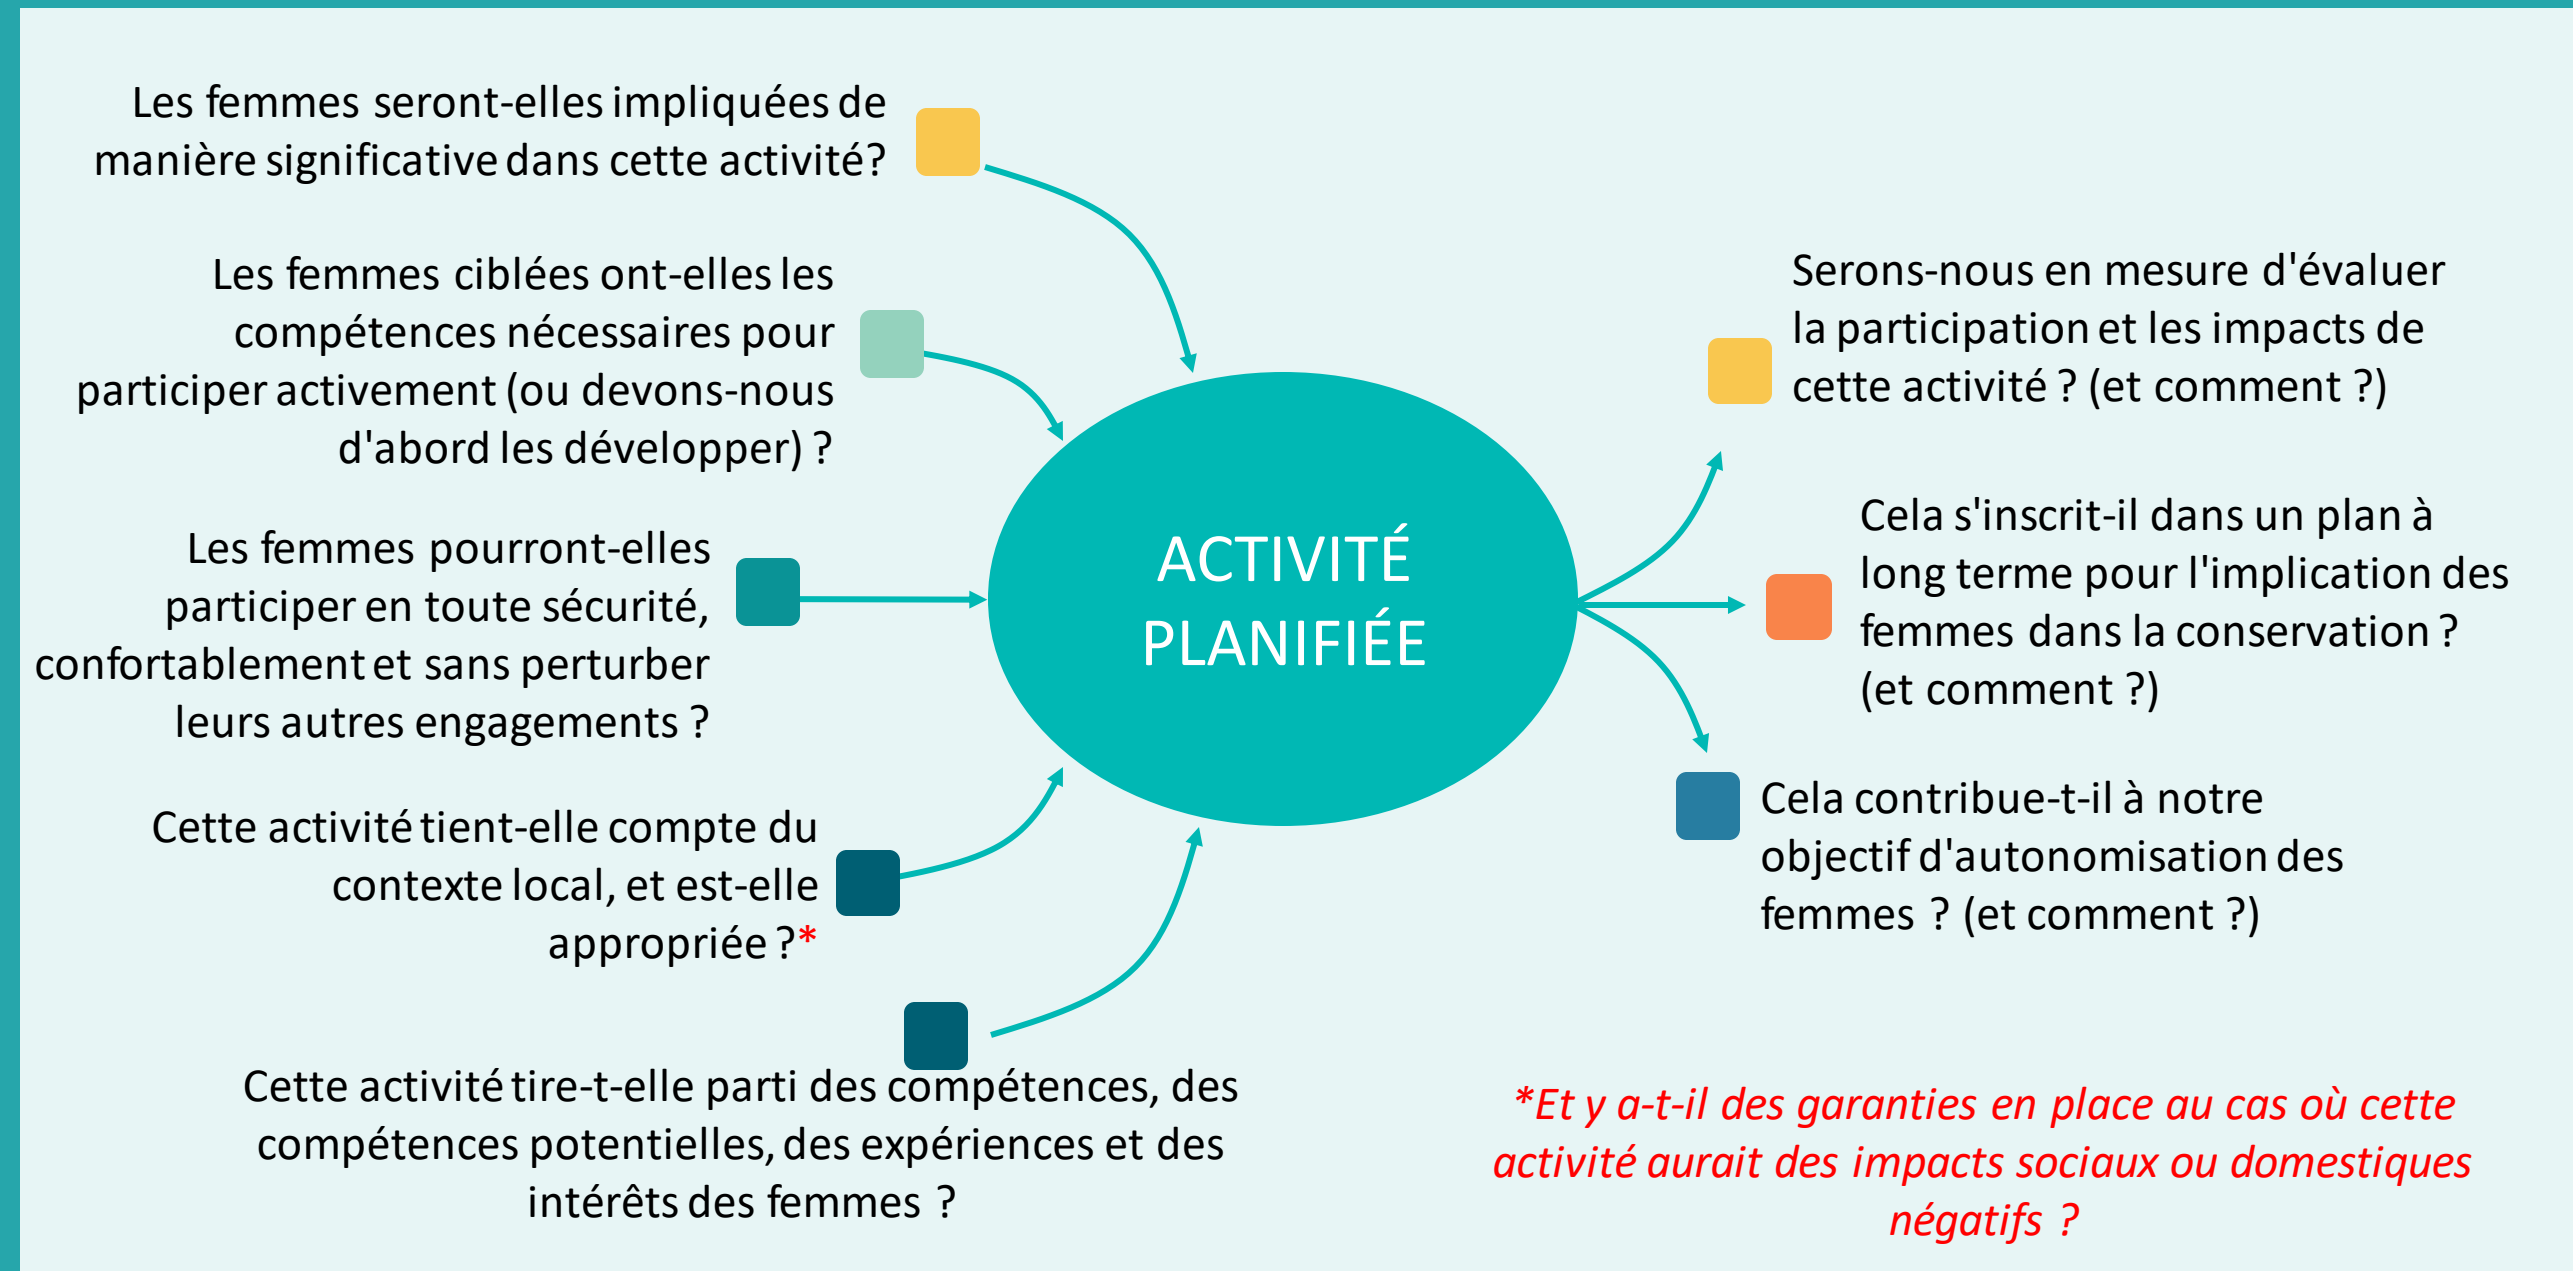 Les femmes seront-elles impliquées de
manière significative dans cette activité?
Les femmes ciblées ont-elles les
compétences nécessaires pour
participer activement (ou devons-nous
d'abord les développer) ?
Les femmes pourront-elles
participer en toute sécurité,
confortablement et sans perturber
leurs autres engagements ?
Cette activité tient-elle compte du
contexte local, et est-elle
appropriée ?*
Cette activité tire-t-elle parti des compétences, des
compétences potentielles, des expériences et des
intérêts des femmes ?
ACTIVITÉ
PLANIFIÉE
Serons-nous en mesure d'évaluer
la participation et les impacts de
cette activité ? (et comment ?)
Cela s'inscrit-il dans un plan à
long terme pour l'implication des
femmes dans la conservation ?
(et comment ?)
Cela contribue-t-il à notre
objectif d'autonomisation des
femmes ? (et comment ?)
*Et y a-t-il des garanties en place au cas où cette
activité aurait des impacts sociaux ou domestiques
négatifs ?